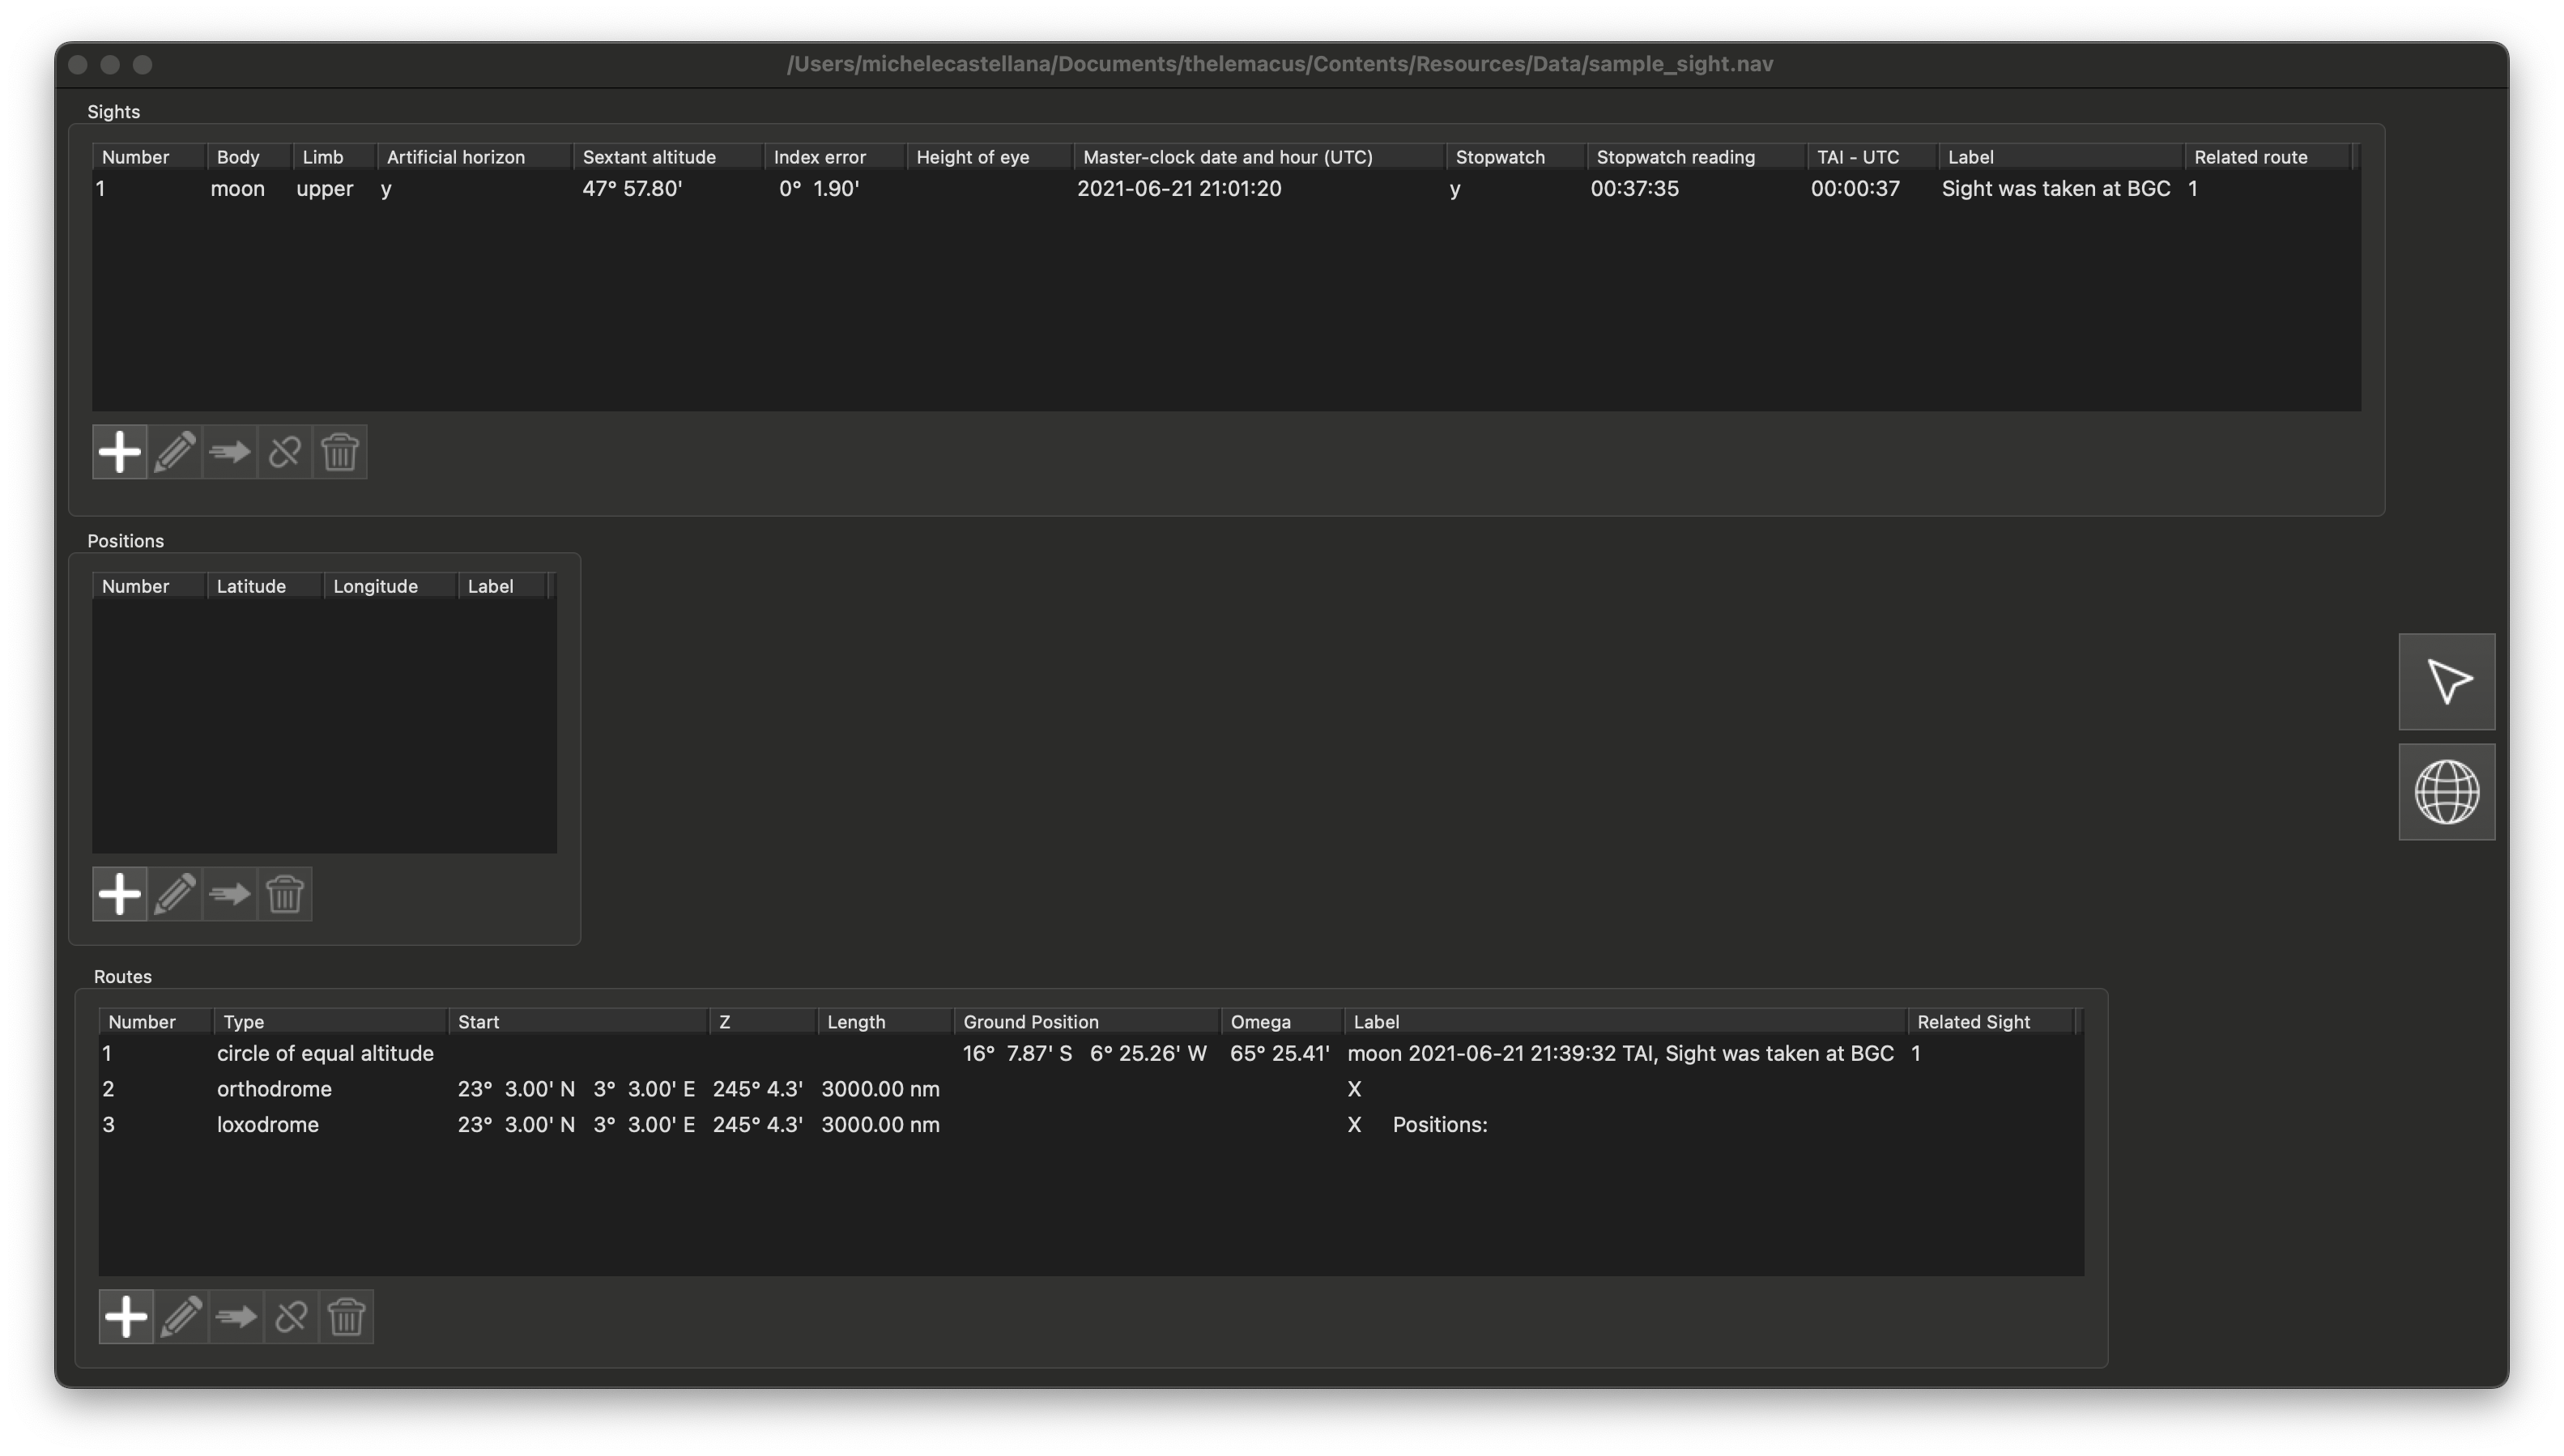 /Users/michelecastellana/Documents/thelemacus/Contents/Resources/Data/sample_sight.nav
Sights
Number Body Limb Artificial horizon Sextant altitude Index error Height of eye Master-clock date and hour (UTC) Stopwatch Stopwatch reading TAI - UTC Label Related route
1 moon upper y 47° 57.80' 0° 1.90' 2021-06-21 21:01:20 y 00:37:35 00:00:37 Sight was taken at BGC 1
Positions
Number Latitude Longitude Label
Routes
Number Type Start Z Length Ground Position Omega Label Related Sight
1 circle of equal altitude 16° 7.87' S 6° 25.26' W 65° 25.41' moon 2021-06-21 21:39:32 TAI, Sight was taken at BGC 1
2 orthodrome 23° 3.00' N 3° 3.00' E 245° 4.3' 3000.00 nm X
3 loxodrome 23° 3.00' N 3° 3.00' E 245° 4.3' 3000.00 nm X Positions: